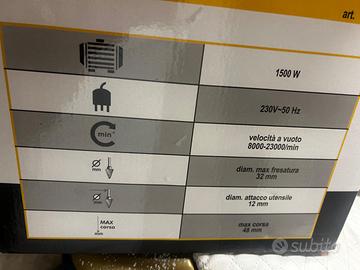 art.
1500 W
230V~50 Hz
min⁻¹
velocità a vuoto
8000-23000/min
Ø
mm
diam. max fresatura
32 mm
Ø
mm
diam. attacco utensile
12 mm
MAX
corsa
mm
max corsa
48 mm
subito